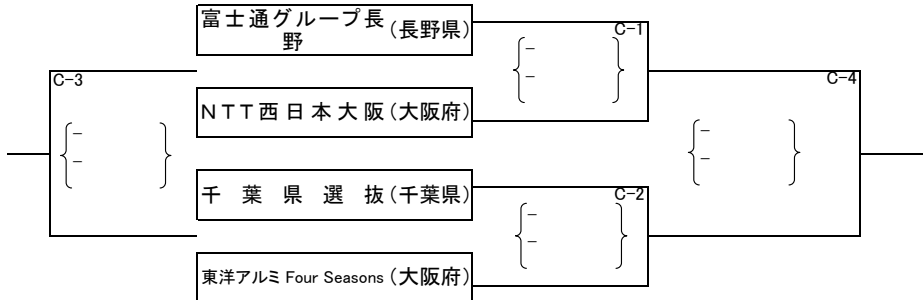 富士通グループ長野(長野県)
C-1
-
-
C-3
C-4
NTT西日本大阪(大阪府)
-
-
-
-
千葉県選抜(千葉県)
C-2
-
-
東洋アルミ Four Seasons (大阪府)